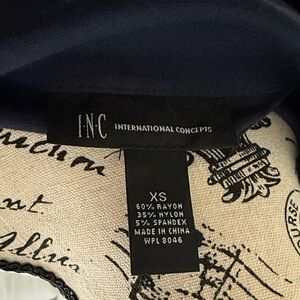 I·N·C INTERNATIONAL CONCEPTS
XS
60% RAYON
35% NYLON
5% SPANDEX
MADE IN CHINA
WPL 8046